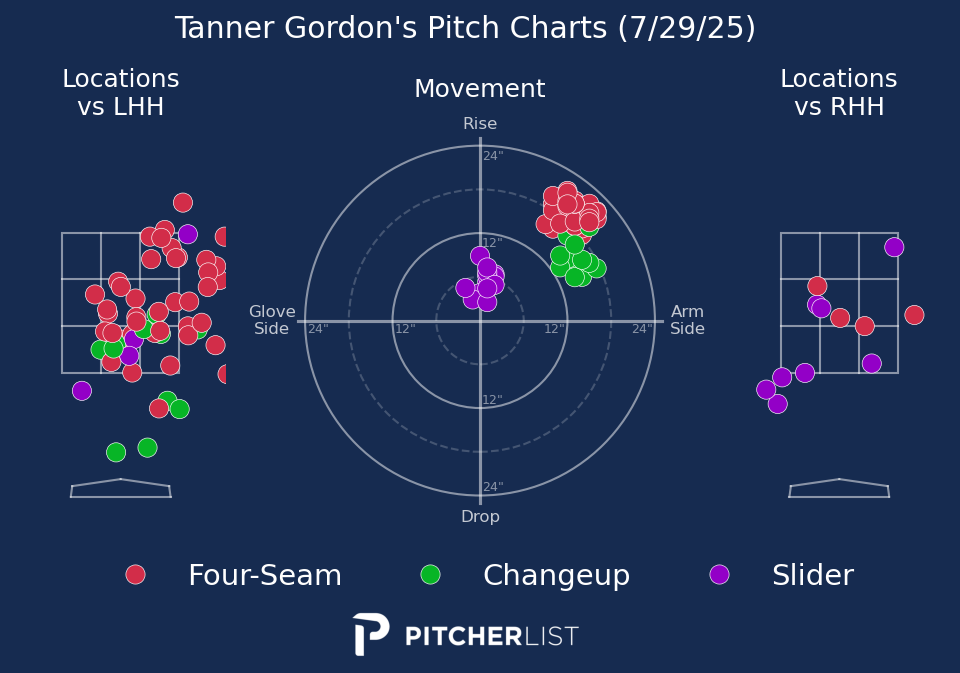 Tanner Gordon's Pitch Charts (7/29/25)
Locations
vs LHH
Movement
Locations
vs RHH
Rise
24"
12"
Glove
Side
24"
12"
12"
24"
Arm
Side
12"
24"
Drop
Four-Seam
Changeup
Slider
PITCHERLIST